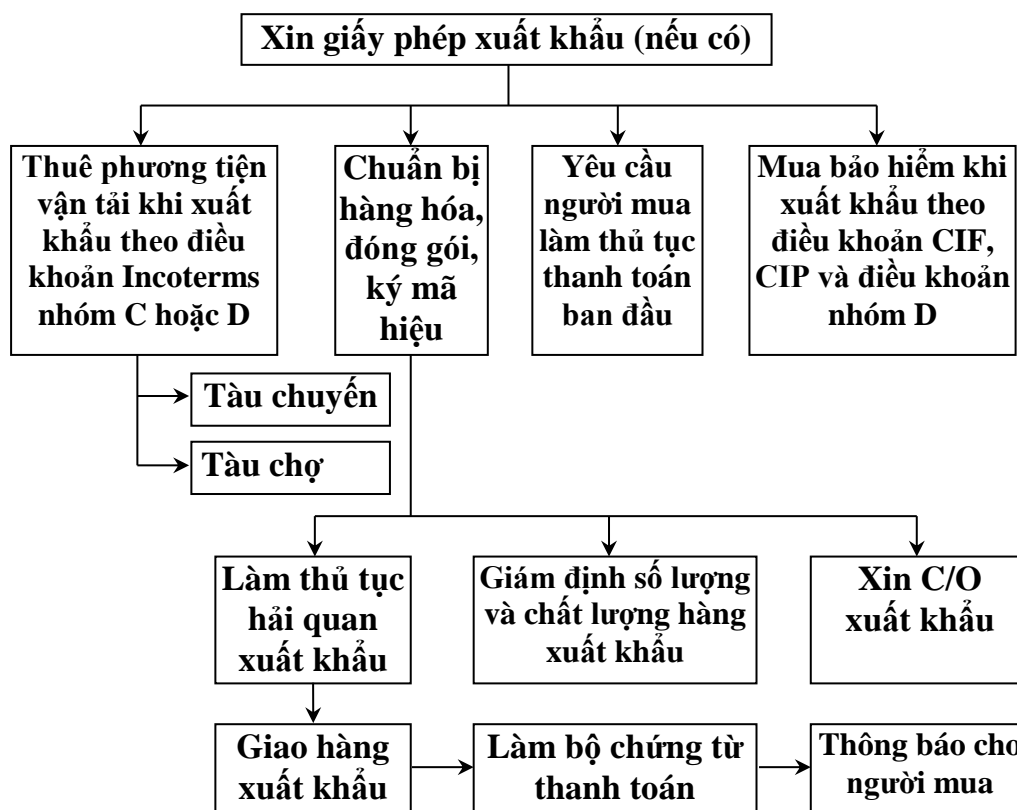 Xin giấy phép xuất khẩu (nếu có)
Thuê phương tiện
vận tải khi xuất
khẩu theo điều
khoản Incoterms
nhóm C hoặc D
Chuẩn bị
hàng hóa,
đóng gói,
ký mã
hiệu
Yêu cầu
người mua
làm thủ tục
thanh toán
ban đầu
Mua bảo hiểm khi
xuất khẩu theo
điều khoản CIF,
CIP và điều khoản
nhóm D
Tàu chuyến
Tàu chợ
Làm thủ tục
hải quan
xuất khẩu
Giám định số lượng
và chất lượng hàng
xuất khẩu
Xin C/O
xuất khẩu
Giao hàng
xuất khẩu
Làm bộ chứng từ
thanh toán
Thông báo cho
người mua